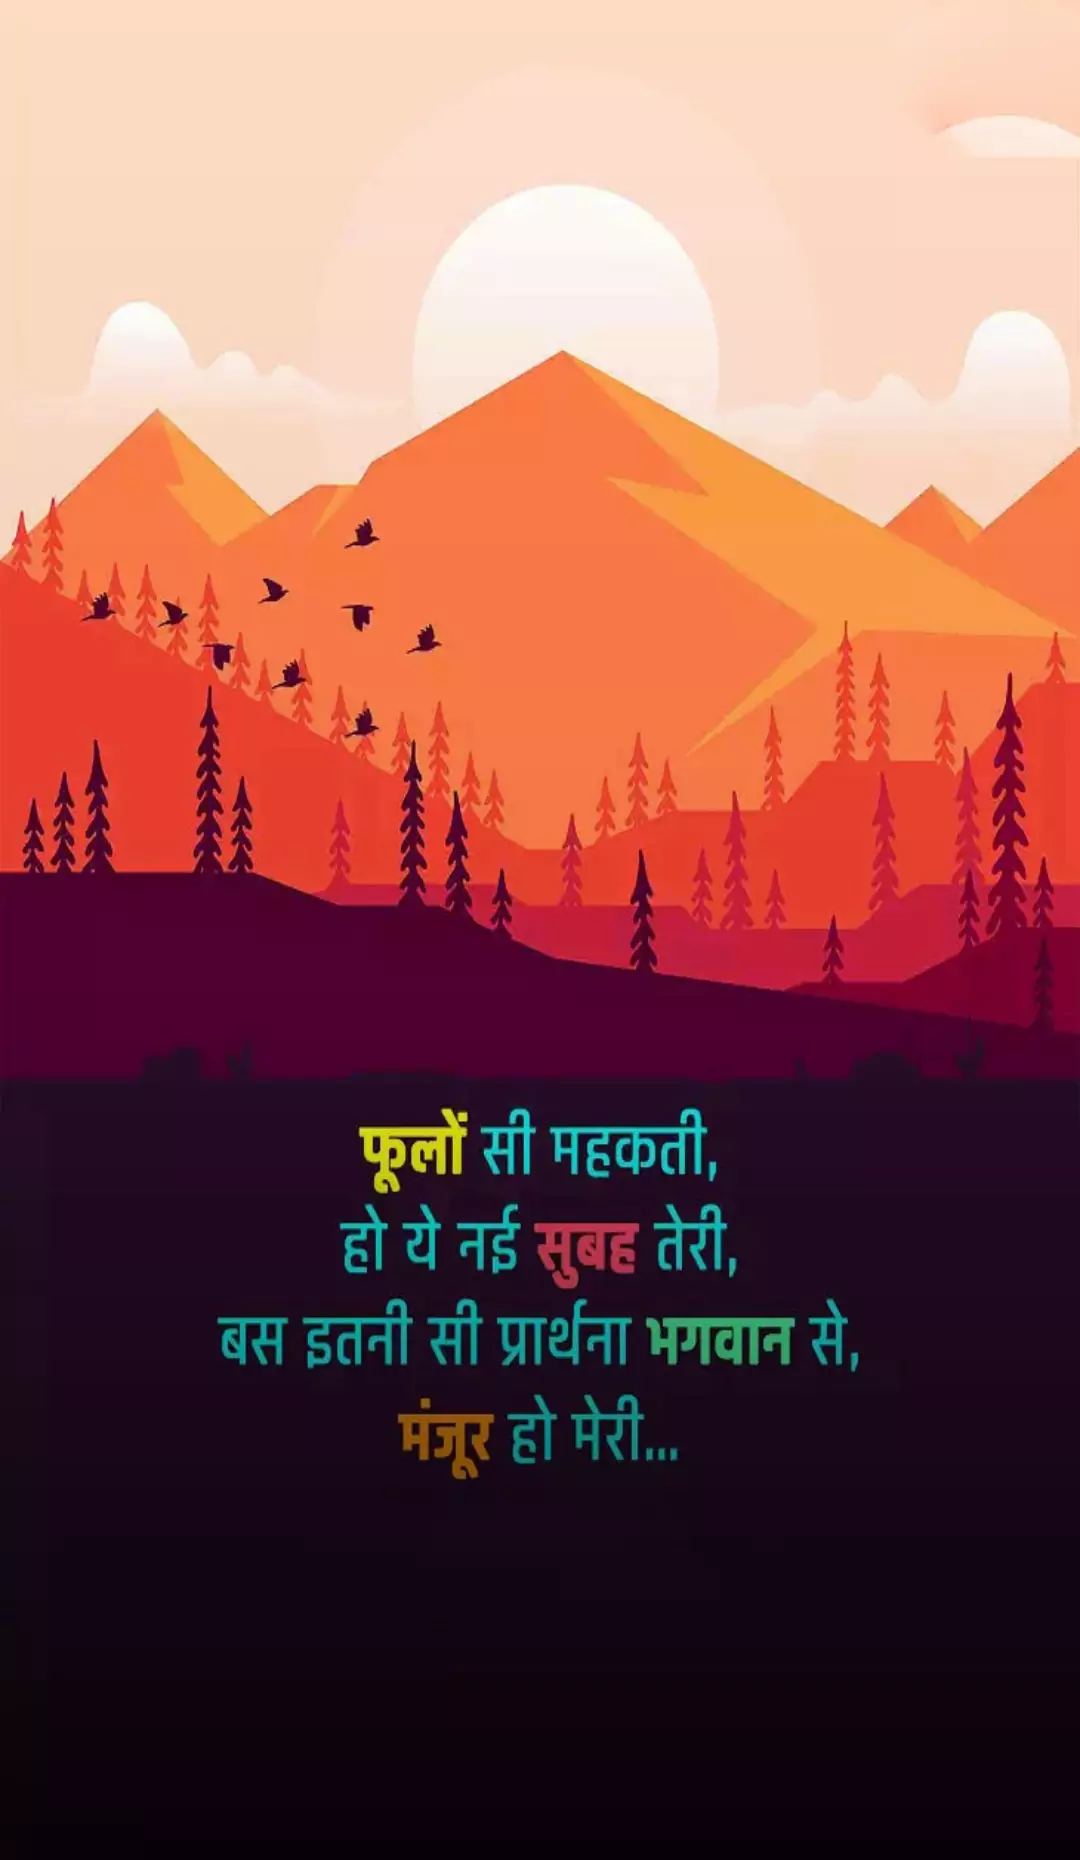 फूलों सी महकती,
हो ये नई सुबह तेरी,
बस इतनी सी प्रार्थना भगवान से,
मंजूर हो मेरी...